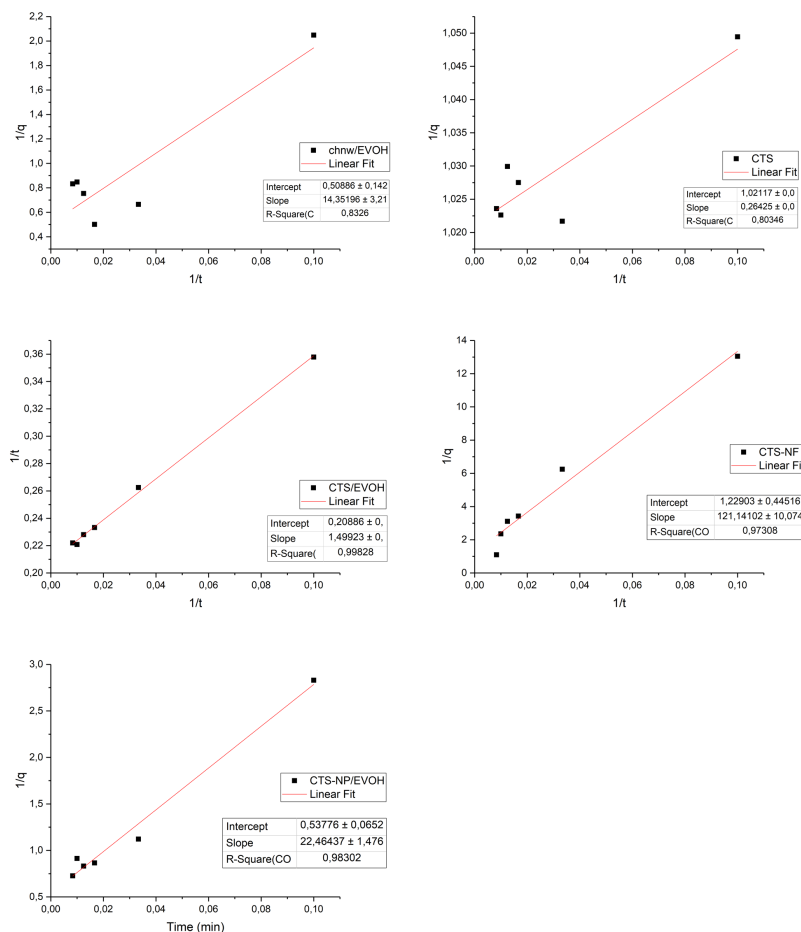 2,2
2,0
1,8
1,6
1,4
1,2
1,0
0,8
0,6
0,4
1/q
0,00 0,02 0,04 0,06 0,08 0,10
1/t
chnw/EVOH
Linear Fit
Intercept 0,50886 ± 0,142
Slope 14,35196 ± 3,21
R-Square(C 0,8326
1,050
1,045
1,040
1,035
1,030
1,025
1,020
1/q
0,00 0,02 0,04 0,06 0,08 0,10
1/t
CTS
Linear Fit
Intercept 1,02117 ± 0,0
Slope 0,26425 ± 0,0
R-Square(C 0,80346
0,36
0,34
0,32
0,30
0,28
0,26
0,24
0,22
0,20
1/t
0,00 0,02 0,04 0,06 0,08 0,10
1/t
CTS/EVOH
Linear Fit
Intercept 0,20886 ± 0,
Slope 1,49923 ± 0,
R-Square( 0,99828
14
12
10
8
6
4
2
0
1/q
0,00 0,02 0,04 0,06 0,08 0,10
1/t
CTS-NF
Linear Fi
Intercept 1,22903 ± 0,44516
Slope 121,14102 ± 10,074
R-Square(CO 0,97308
3,0
2,5
2,0
1,5
1,0
0,5
1/q
0,00 0,02 0,04 0,06 0,08 0,10
Time (min)
CTS-NP/EVOH
Linear Fit
Intercept 0,53776 ± 0,0652
Slope 22,46437 ± 1,476
R-Square(CO 0,98302